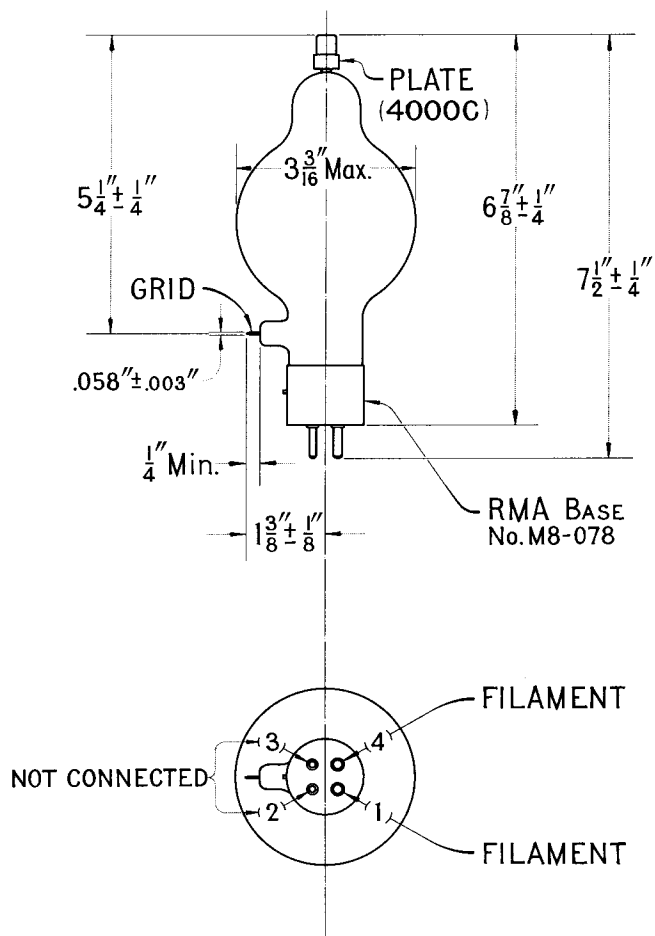 PLATE
(4000C)
3 3/16" Max.
5 1/4" ± 1/4"
6 7/8" ± 1/4"
7 1/2" ± 1/4"
GRID
.058" ± .003"
1/4" Min.
1 3/8" ± 1/8"
RMA BASE
No. M8-078
FILAMENT
3
4
NOT CONNECTED
2
1
FILAMENT